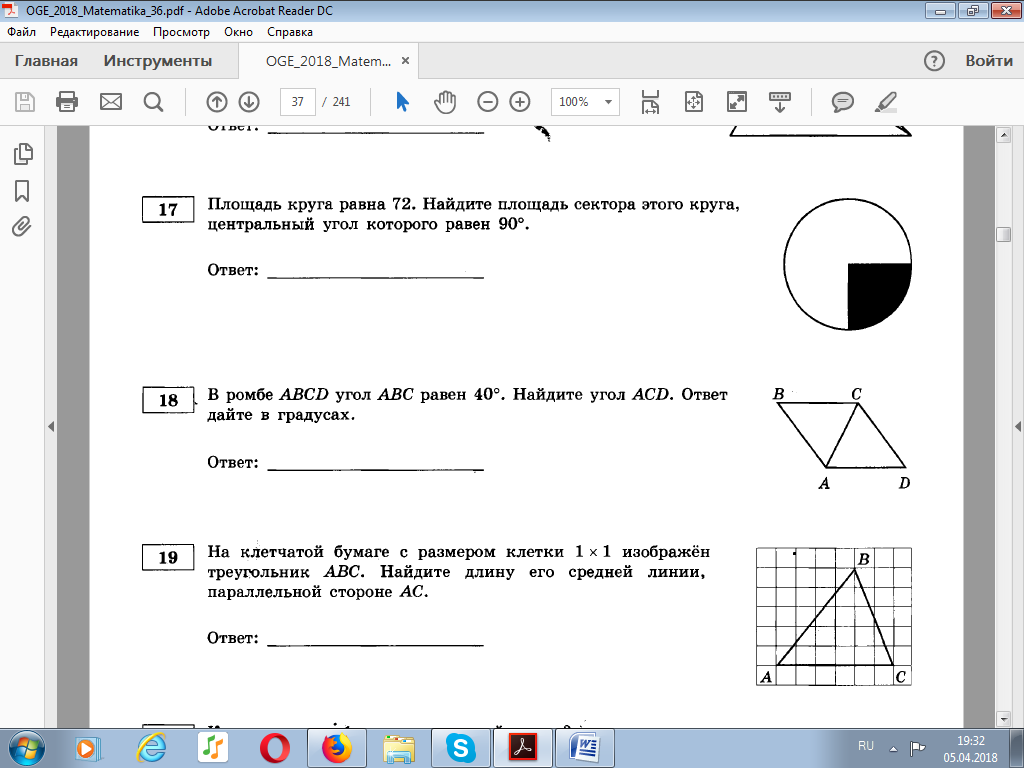 OGE_2018_Matematika_36.pdf - Adobe Acrobat Reader DC
Файл Редактирование Просмотр Окно Справка
Главная Инструменты OGE_2018_Matem... × ? Войти
37 / 241 100%
Ответ:
17 Площадь круга равна 72. Найдите площадь сектора этого круга,
центральный угол которого равен 90°.
Ответ:
18 В ромбе ABCD угол ABC равен 40°. Найдите угол ACD. Ответ
дайте в градусах.
Ответ:
B C
A D
19 На клетчатой бумаге с размером клетки 1 × 1 изображён
треугольник ABC. Найдите длину его средней линии,
параллельной стороне AC.
Ответ:
B
A C
RU 19:32
05.04.2018